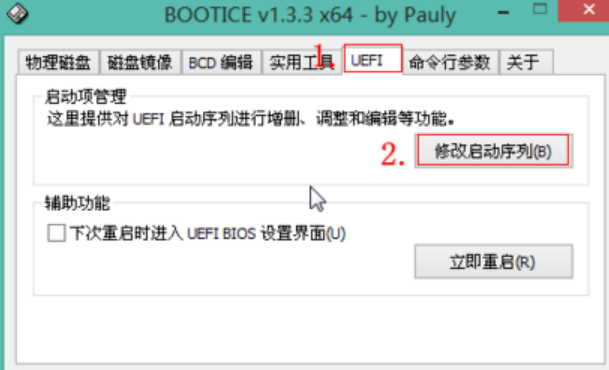 BOOTICE v1.3.3 x64 - by Pauly
物理磁盘 磁盘镜像 BCD 编辑 实用工具 1 UEFI 命令行参数 关于
启动项管理
这里提供对 UEFI 启动序列进行增删、调整和编辑等功能。
2. 修改启动序列(B)
辅助功能
下次重启时进入 UEFI BIOS 设置界面(U)
立即重启(R)